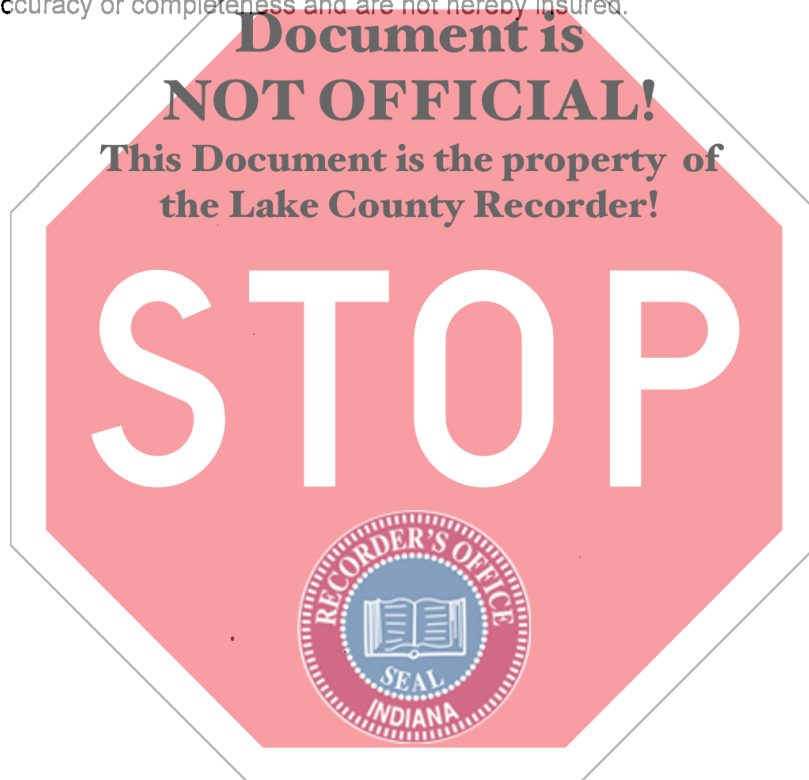 ccuracy or completeness and are not hereby insured.
Document is
NOT OFFICIAL!
This Document is the property of
the Lake County Recorder!
STOP
RECORDER'S OFFICE
SEAL
INDIANA